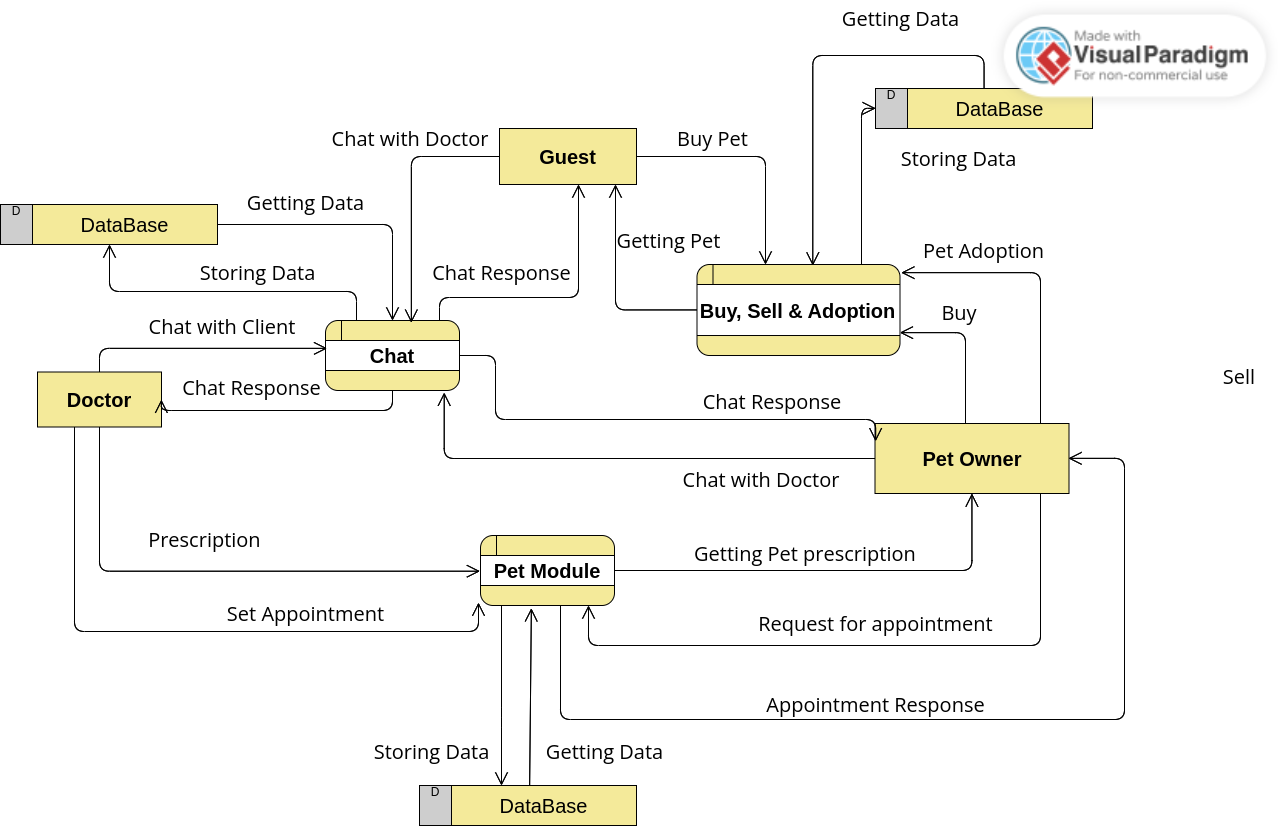 Getting Data
Made with
Visual Paradigm
For non-commercial use
D
DataBase
Chat with Doctor
Guest
Buy Pet
Storing Data
D
DataBase
Getting Data
Getting Pet
Pet Adoption
Storing Data
Chat Response
Buy, Sell & Adoption
Buy
Chat with Client
Chat
Sell
Chat Response
Doctor
Chat Response
Pet Owner
Chat with Doctor
Prescription
Getting Pet prescription
Pet Module
Set Appointment
Request for appointment
Appointment Response
Storing Data
Getting Data
D
DataBase